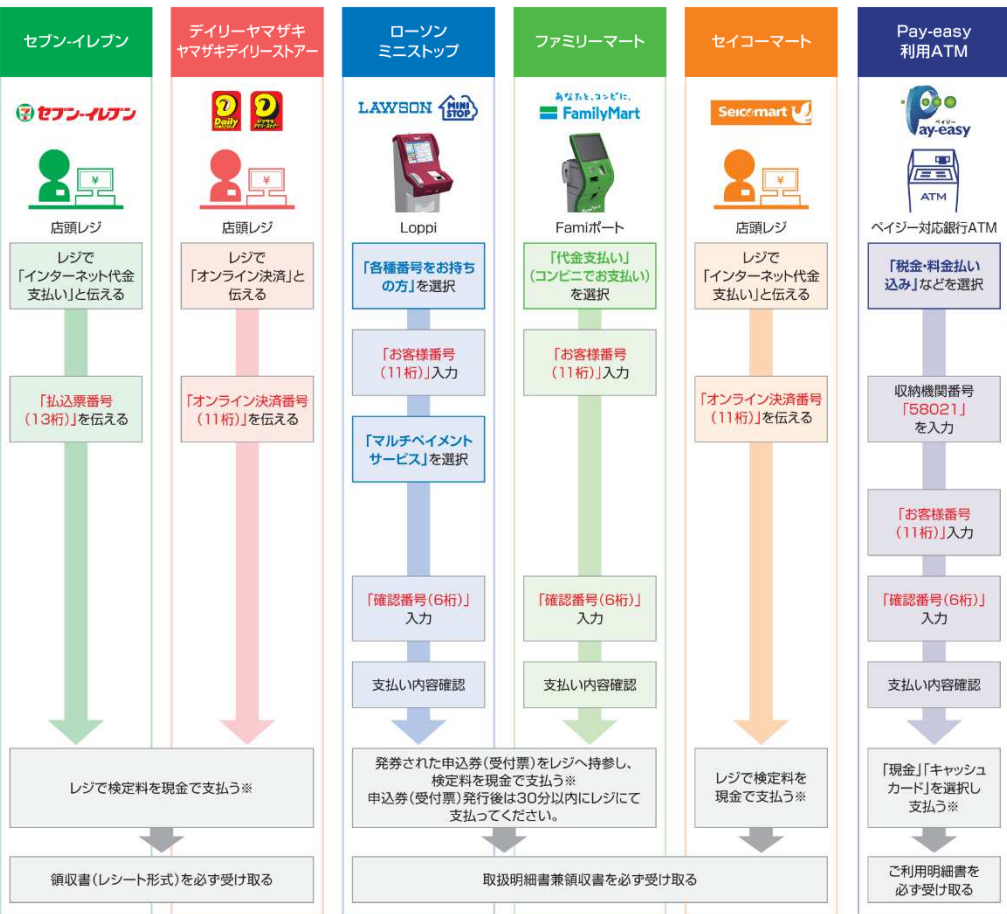 セブン-イレブン
デイリーヤマザキ
ヤマザキデイリーストアー
ローソン
ミニストップ
ファミリーマート
セイコーマート
Pay-easy
利用ATM
セブン-イレブン
Daily
LAWSON
MINI
STOP
あなたと、コンビに、
FamilyMart
Seicomart
ペイジー
Pay-easy
¥
¥
¥
ATM
店頭レジ
店頭レジ
Loppi
Famiポート
店頭レジ
ペイジー対応銀行ATM
レジで
「インターネット代金
支払い」と伝える
「払込票番号
(13桁)」を伝える
レジで
「オンライン決済」と
伝える
「オンライン決済番号
(11桁)」を伝える
「各種番号をお持ち
の方」を選択
「お客様番号
(11桁)」入力
「マルチペイメント
サービス」を選択
「確認番号(6桁)」
入力
支払い内容確認
「代金支払い」
(コンビニでお支払い)
を選択
「お客様番号
(11桁)」入力
「確認番号(6桁)」
入力
支払い内容確認
レジで
「インターネット代金
支払い」と伝える
「オンライン決済番号
(11桁)」を伝える
「税金・料金払い
込み」などを選択
収納機関番号
「58021」
を入力
「お客様番号
(11桁)」入力
「確認番号(6桁)」
入力
支払い内容確認
レジで検定料を現金で支払う※
発券された申込券(受付票)をレジへ持参し、
検定料を現金で支払う※
申込券(受付票)発行後は30分以内にレジにて
支払ってください。
レジで検定料を
現金で支払う※
「現金」「キャッシュ
カード」を選択し
支払う※
領収書(レシート形式)を必ず受け取る
取扱明細書兼領収書を必ず受け取る
ご利用明細書を
必ず受け取る